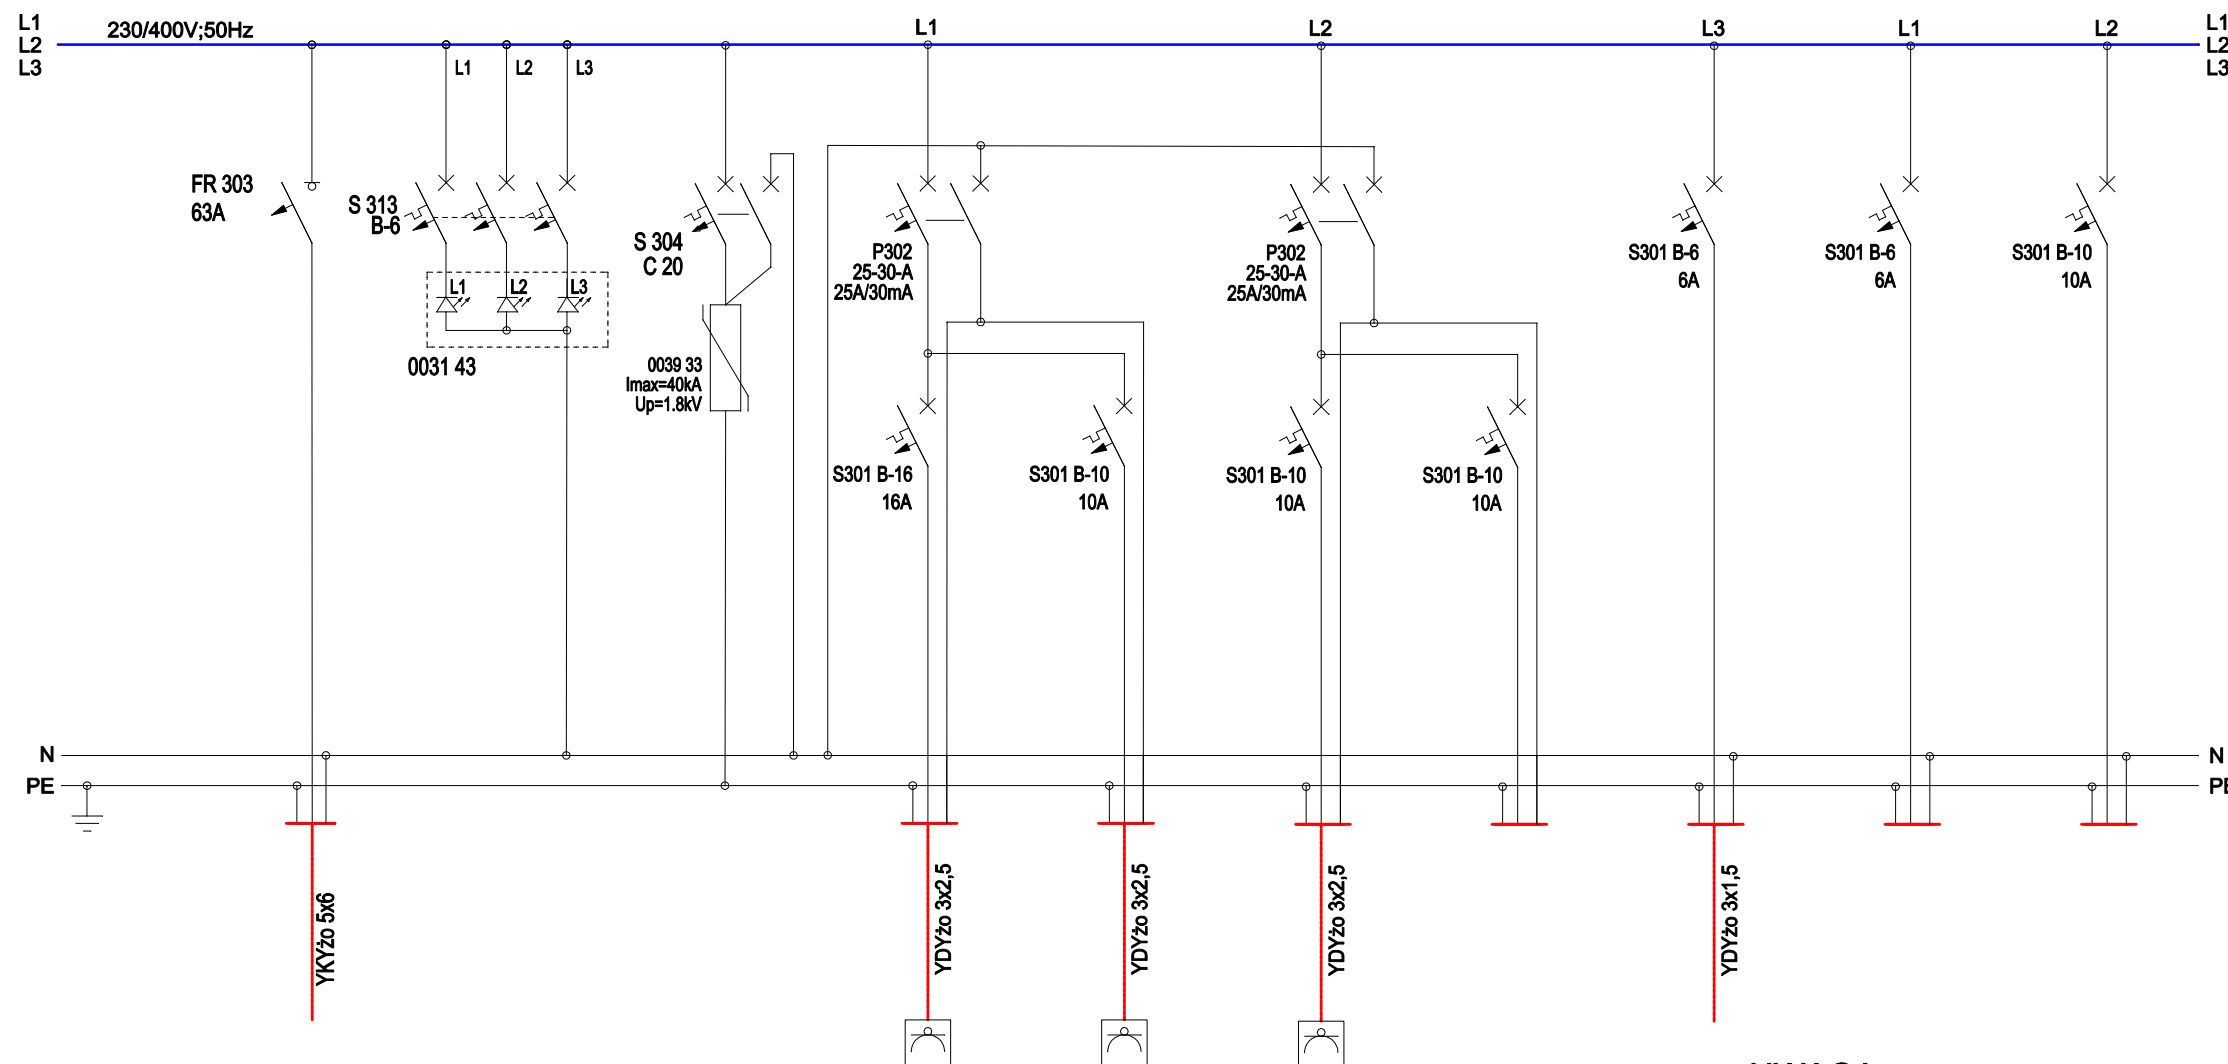 L1
L2
L3
230/400V;50Hz
L1
L2
L3
L1
L2
L1
L2
L3
L1
L2
L3
FR 303
63A
S 313
B-6
S 304
C 20
P302
25-30-A
25A/30mA
P302
25-30-A
25A/30mA
S301 B-6
6A
S301 B-6
6A
S301 B-10
10A
L1
L2
L3
0031 43
0039 33
Imax=40kA
Up=1.8kV
S301 B-16
16A
S301 B-10
10A
S301 B-10
10A
S301 B-10
10A
N
N
PE
PE
YKYżo 5x6
YDYżo 3x2,5
YDYżo 3x2,5
YDYżo 3x2,5
YDYżo 3x1,5